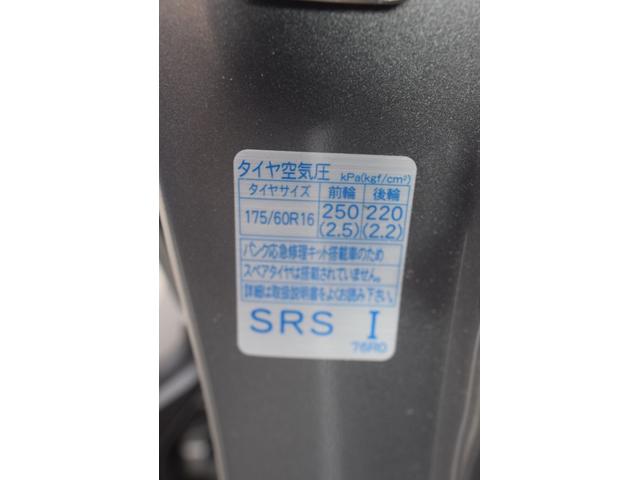 タイヤ空気圧 kPa(kgf/cm²)
タイヤサイズ 前輪 後輪
175/60R16 250 220
(2.5) (2.2)
パンク応急修理キット搭載車のため
スペアタイヤは搭載されていません。
詳細は取扱説明書をよくお読み下さい。
SRS I
76R0